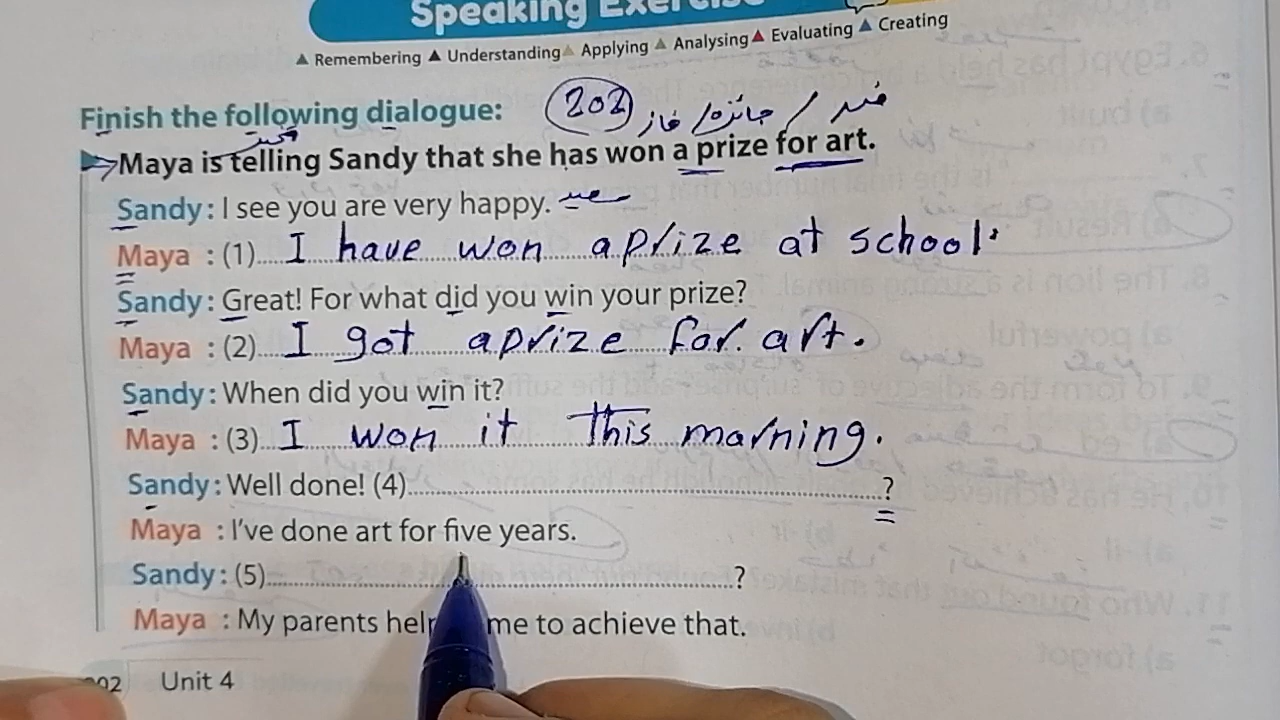 Speaking Exercise
▲ Remembering ▲ Understanding ▲ Applying ▲ Analysing ▲ Evaluating ▲ Creating
Finish the following dialogue: 202 فاز / جائزه /
Maya is telling Sandy that she has won a prize for art.
Sandy: I see you are very happy.
Maya : (1) I have won a prize at school.
Sandy: Great! For what did you win your prize?
Maya : (2) I got a prize for art.
Sandy: When did you win it?
Maya : (3) I won it This morning.
Sandy: Well done! (4)..........?
Maya : I've done art for five years.
Sandy: (5)..........?
Maya : My parents help me to achieve that.
Unit 4